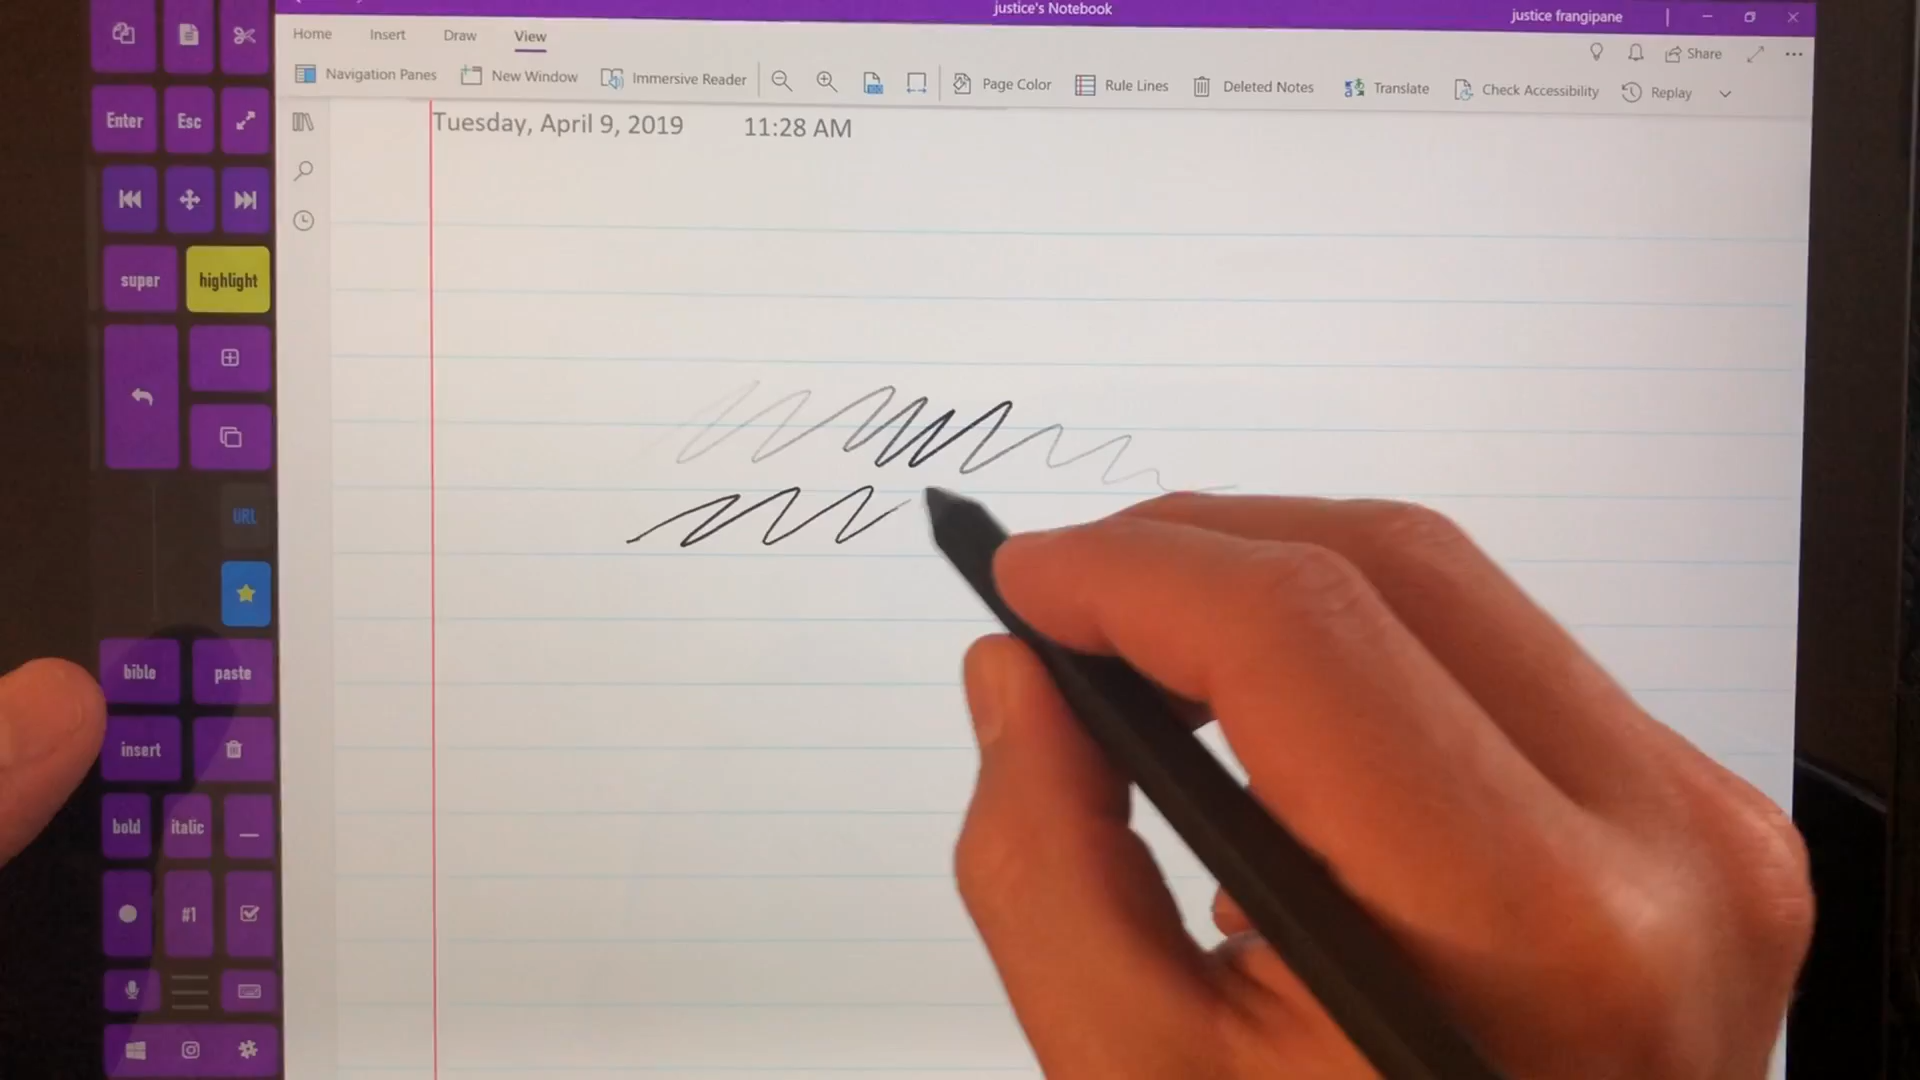 justice's Notebook
justice frangipane
Home Insert Draw View
Share
Navigation Panes New Window Immersive Reader Page Color Rule Lines Deleted Notes Translate Check Accessibility Replay
Tuesday, April 9, 2019 11:28 AM
Enter Esc
super highlight
URL
bible paste
insert
bold italic
#1